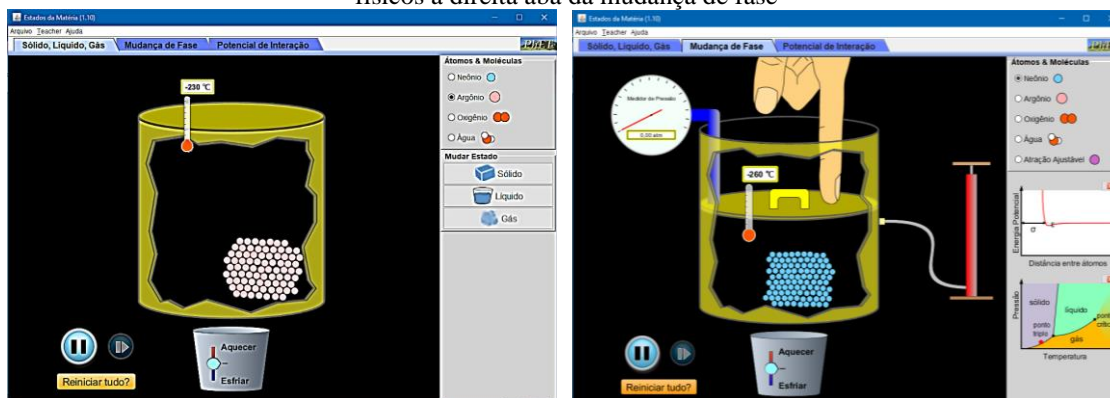 físicos à direita aba da mudança de fase
Estados da Matéria (1.10)
Arquivo Teacher Ajuda
Sólido, Líquido, Gás
Mudança de Fase
Potencial de Interação
PhET
-230 ℃
Átomos & Moléculas
Neônio
Argônio
Oxigênio
Água
Mudar Estado
Sólido
Líquido
Gás
Aquecer
Esfriar
Reiniciar tudo?
Estados da Matéria (1.10)
Arquivo Teacher Ajuda
Sólido, Líquido, Gás
Mudança de Fase
Potencial de Interação
Medidor de Pressão
0,00 atm
-260 ℃
Átomos & Moléculas
Neônio
Argônio
Oxigênio
Água
Atração Ajustável
Energia Potencial
σ
ε
Distância entre átomos
Pressão
sólido
líquido
ponto
triplo
gás
Temperatura
Aquecer
Esfriar
Reiniciar tudo?